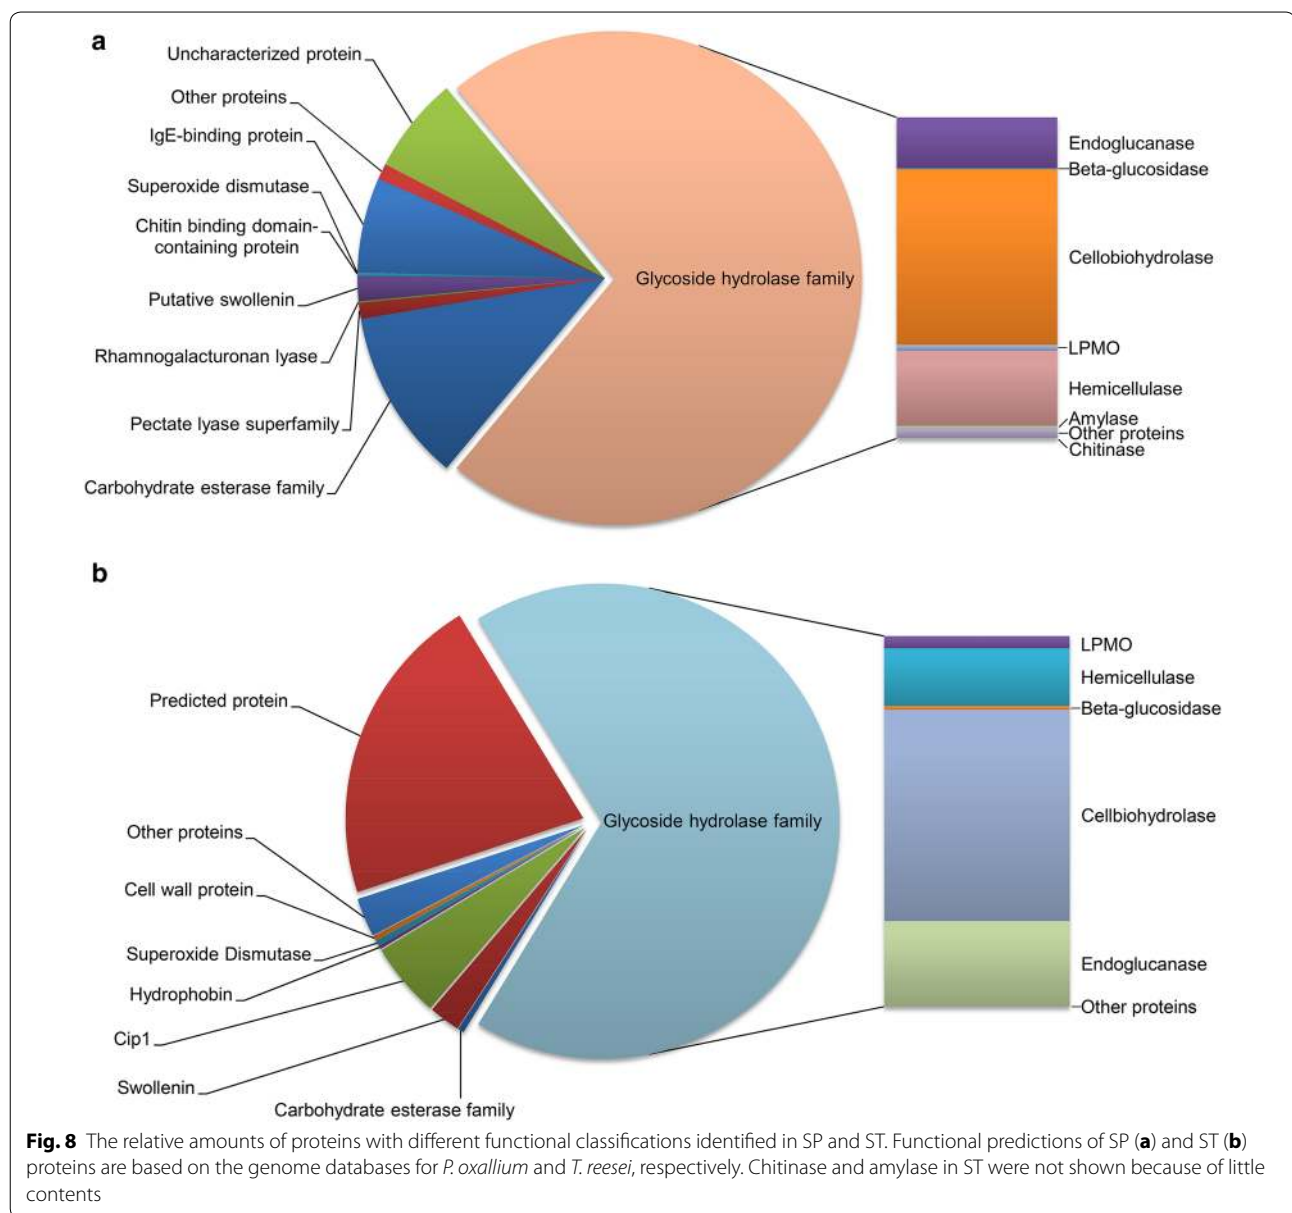 a
Uncharacterized protein
Other proteins
IgE-binding protein
Superoxide dismutase
Chitin binding domain-
containing protein
Putative swollenin
Rhamnogalacturonan lyase
Pectate lyase superfamily
Carbohydrate esterase family
Glycoside hydrolase family
Endoglucanase
Beta-glucosidase
Cellobiohydrolase
LPMO
Hemicellulase
Amylase
Other proteins
Chitinase
b
Predicted protein
Other proteins
Cell wall protein
Superoxide Dismutase
Hydrophobin
Cip1
Swollenin
Carbohydrate esterase family
Glycoside hydrolase family
LPMO
Hemicellulase
Beta-glucosidase
Cellbiohydrolase
Endoglucanase
Other proteins
Fig. 8 The relative amounts of proteins with different functional classifications identified in SP and ST. Functional predictions of SP (a) and ST (b)
proteins are based on the genome databases for P. oxallium and T. reesei, respectively. Chitinase and amylase in ST were not shown because of little
contents